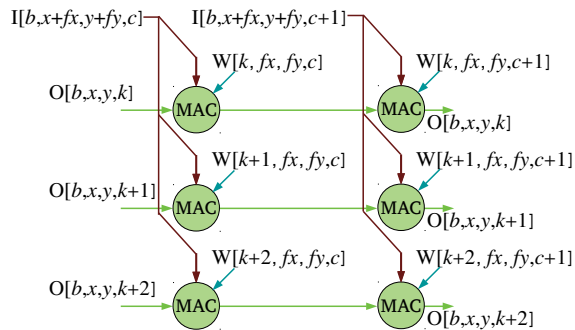 I[b,x+fx,y+fy,c] I[b,x+fx,y+fy,c+1]
W[k, fx, fy,c] W[k, fx, fy,c+1]
O[b,x,y,k] MAC MAC O[b,x,y,k]
W[k+1, fx, fy,c] W[k+1, fx, fy,c+1]
O[b,x,y,k+1] MAC MAC O[b,x,y,k+1]
W[k+2, fx, fy,c] W[k+2, fx, fy,c+1]
O[b,x,y,k+2] MAC MAC O[b,x,y,k+2]